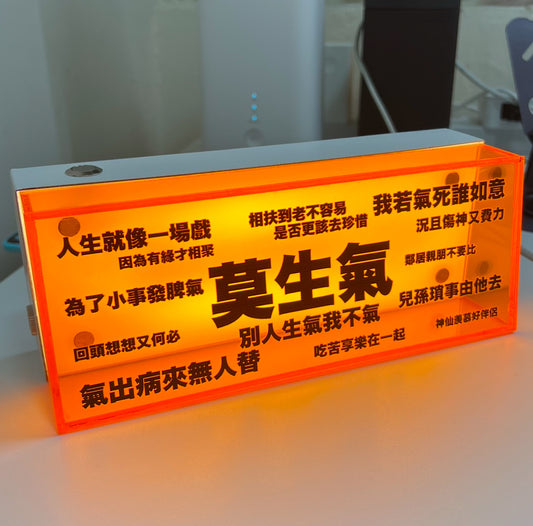 人生就像一場戲
因為有緣才相聚
相扶到老不容易
是否更該去珍惜
為了小事發脾氣
回頭想想又何必
莫生氣
別人生氣我不氣
氣出病來無人替
我若氣死誰如意
況且傷神又費力
鄰居親朋不要比
兒孫瑣事由他去
吃苦享樂在一起
神仙羨慕好伴侶